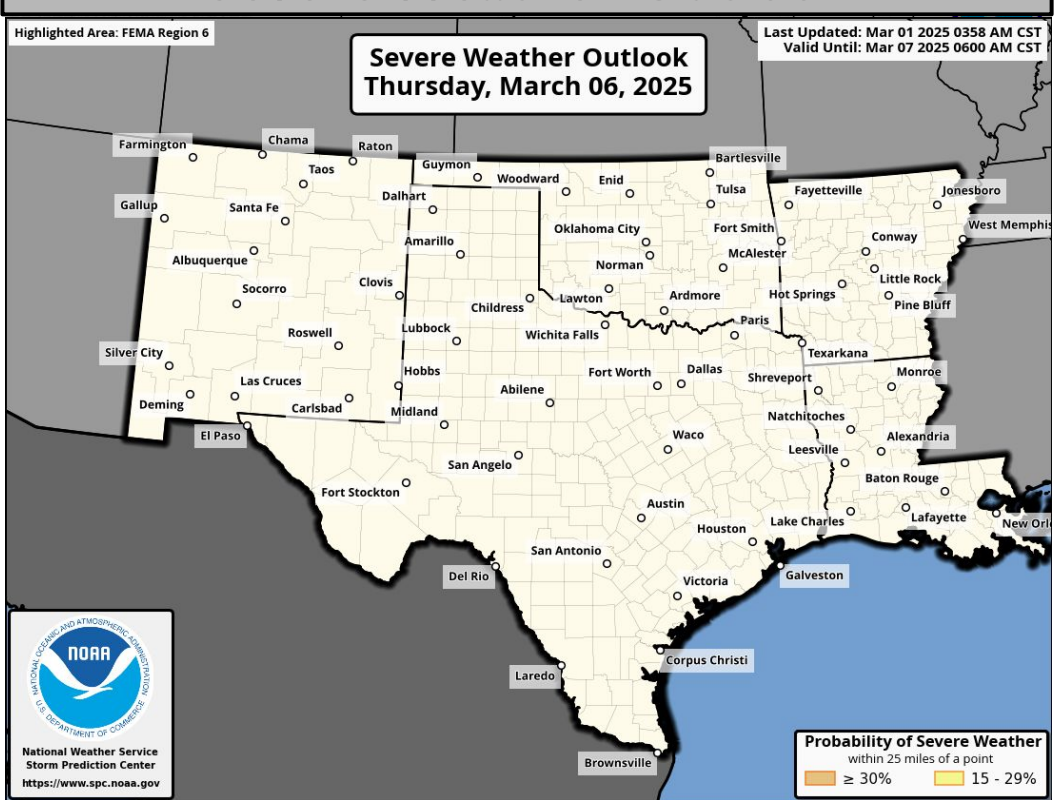 Highlighted Area: FEMA Region 6
Severe Weather Outlook
Thursday, March 06, 2025
Last Updated: Mar 01 2025 0358 AM CST
Valid Until: Mar 07 2025 0600 AM CST
Farmington
Chama
Raton
Taos
Guymon
Woodward
Enid
Bartlesville
Tulsa
Fayetteville
Jonesboro
Gallup
Santa Fe
Dalhart
Oklahoma City
Fort Smith
West Memphis
Albuquerque
Amarillo
Norman
McAlester
Conway
Little Rock
Socorro
Clovis
Childress
Lawton
Ardmore
Hot Springs
Pine Bluff
Roswell
Lubbock
Wichita Falls
Paris
Texarkana
Silver City
Las Cruces
Hobbs
Abilene
Fort Worth
Dallas
Shreveport
Monroe
Deming
Carlsbad
Midland
Natchitoches
El Paso
Waco
Leesville
Alexandria
San Angelo
Baton Rouge
Fort Stockton
Austin
Houston
Lake Charles
Lafayette
New Orl
San Antonio
Del Rio
Victoria
Galveston
Laredo
Corpus Christi
Brownsville
NATIONAL OCEANIC AND ATMOSPHERIC ADMINISTRATION
NOAA
U.S. DEPARTMENT OF COMMERCE
National Weather Service
Storm Prediction Center
https://www.spc.noaa.gov
Probability of Severe Weather
within 25 miles of a point
≥ 30%
15 - 29%